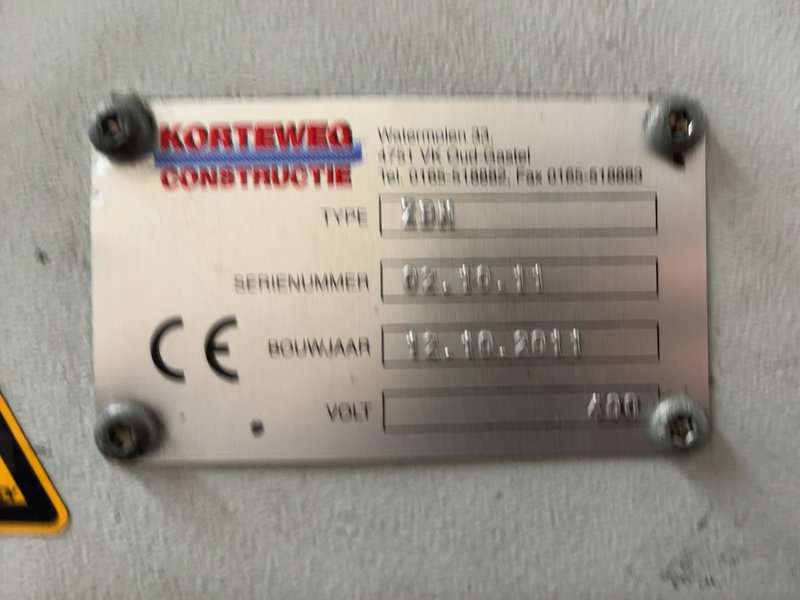 KORTEWEG
CONSTRUCTIE
Watermolen 33,
4751 VK Oud Gastel
Tel. 0165-518882, Fax 0165-518883
TYPE
SERIENUMMER 02.10.11
BOUWJAAR 12.10.2011
VOLT 400
CE